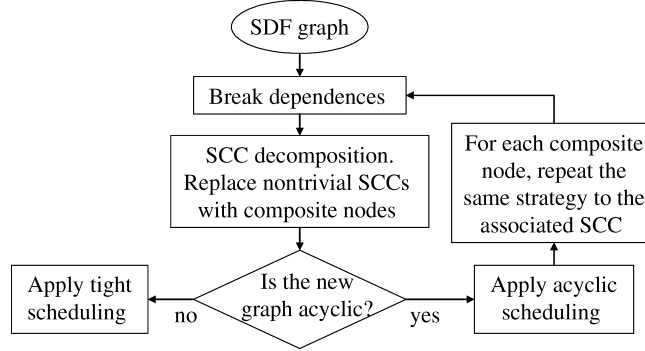 SDF graph
Break dependences
SCC decomposition.
Replace nontrivial SCCs
with composite nodes
For each composite
node, repeat the
same strategy to the
associated SCC
Is the new
graph acyclic?
Apply tight
scheduling
no
yes
Apply acyclic
scheduling